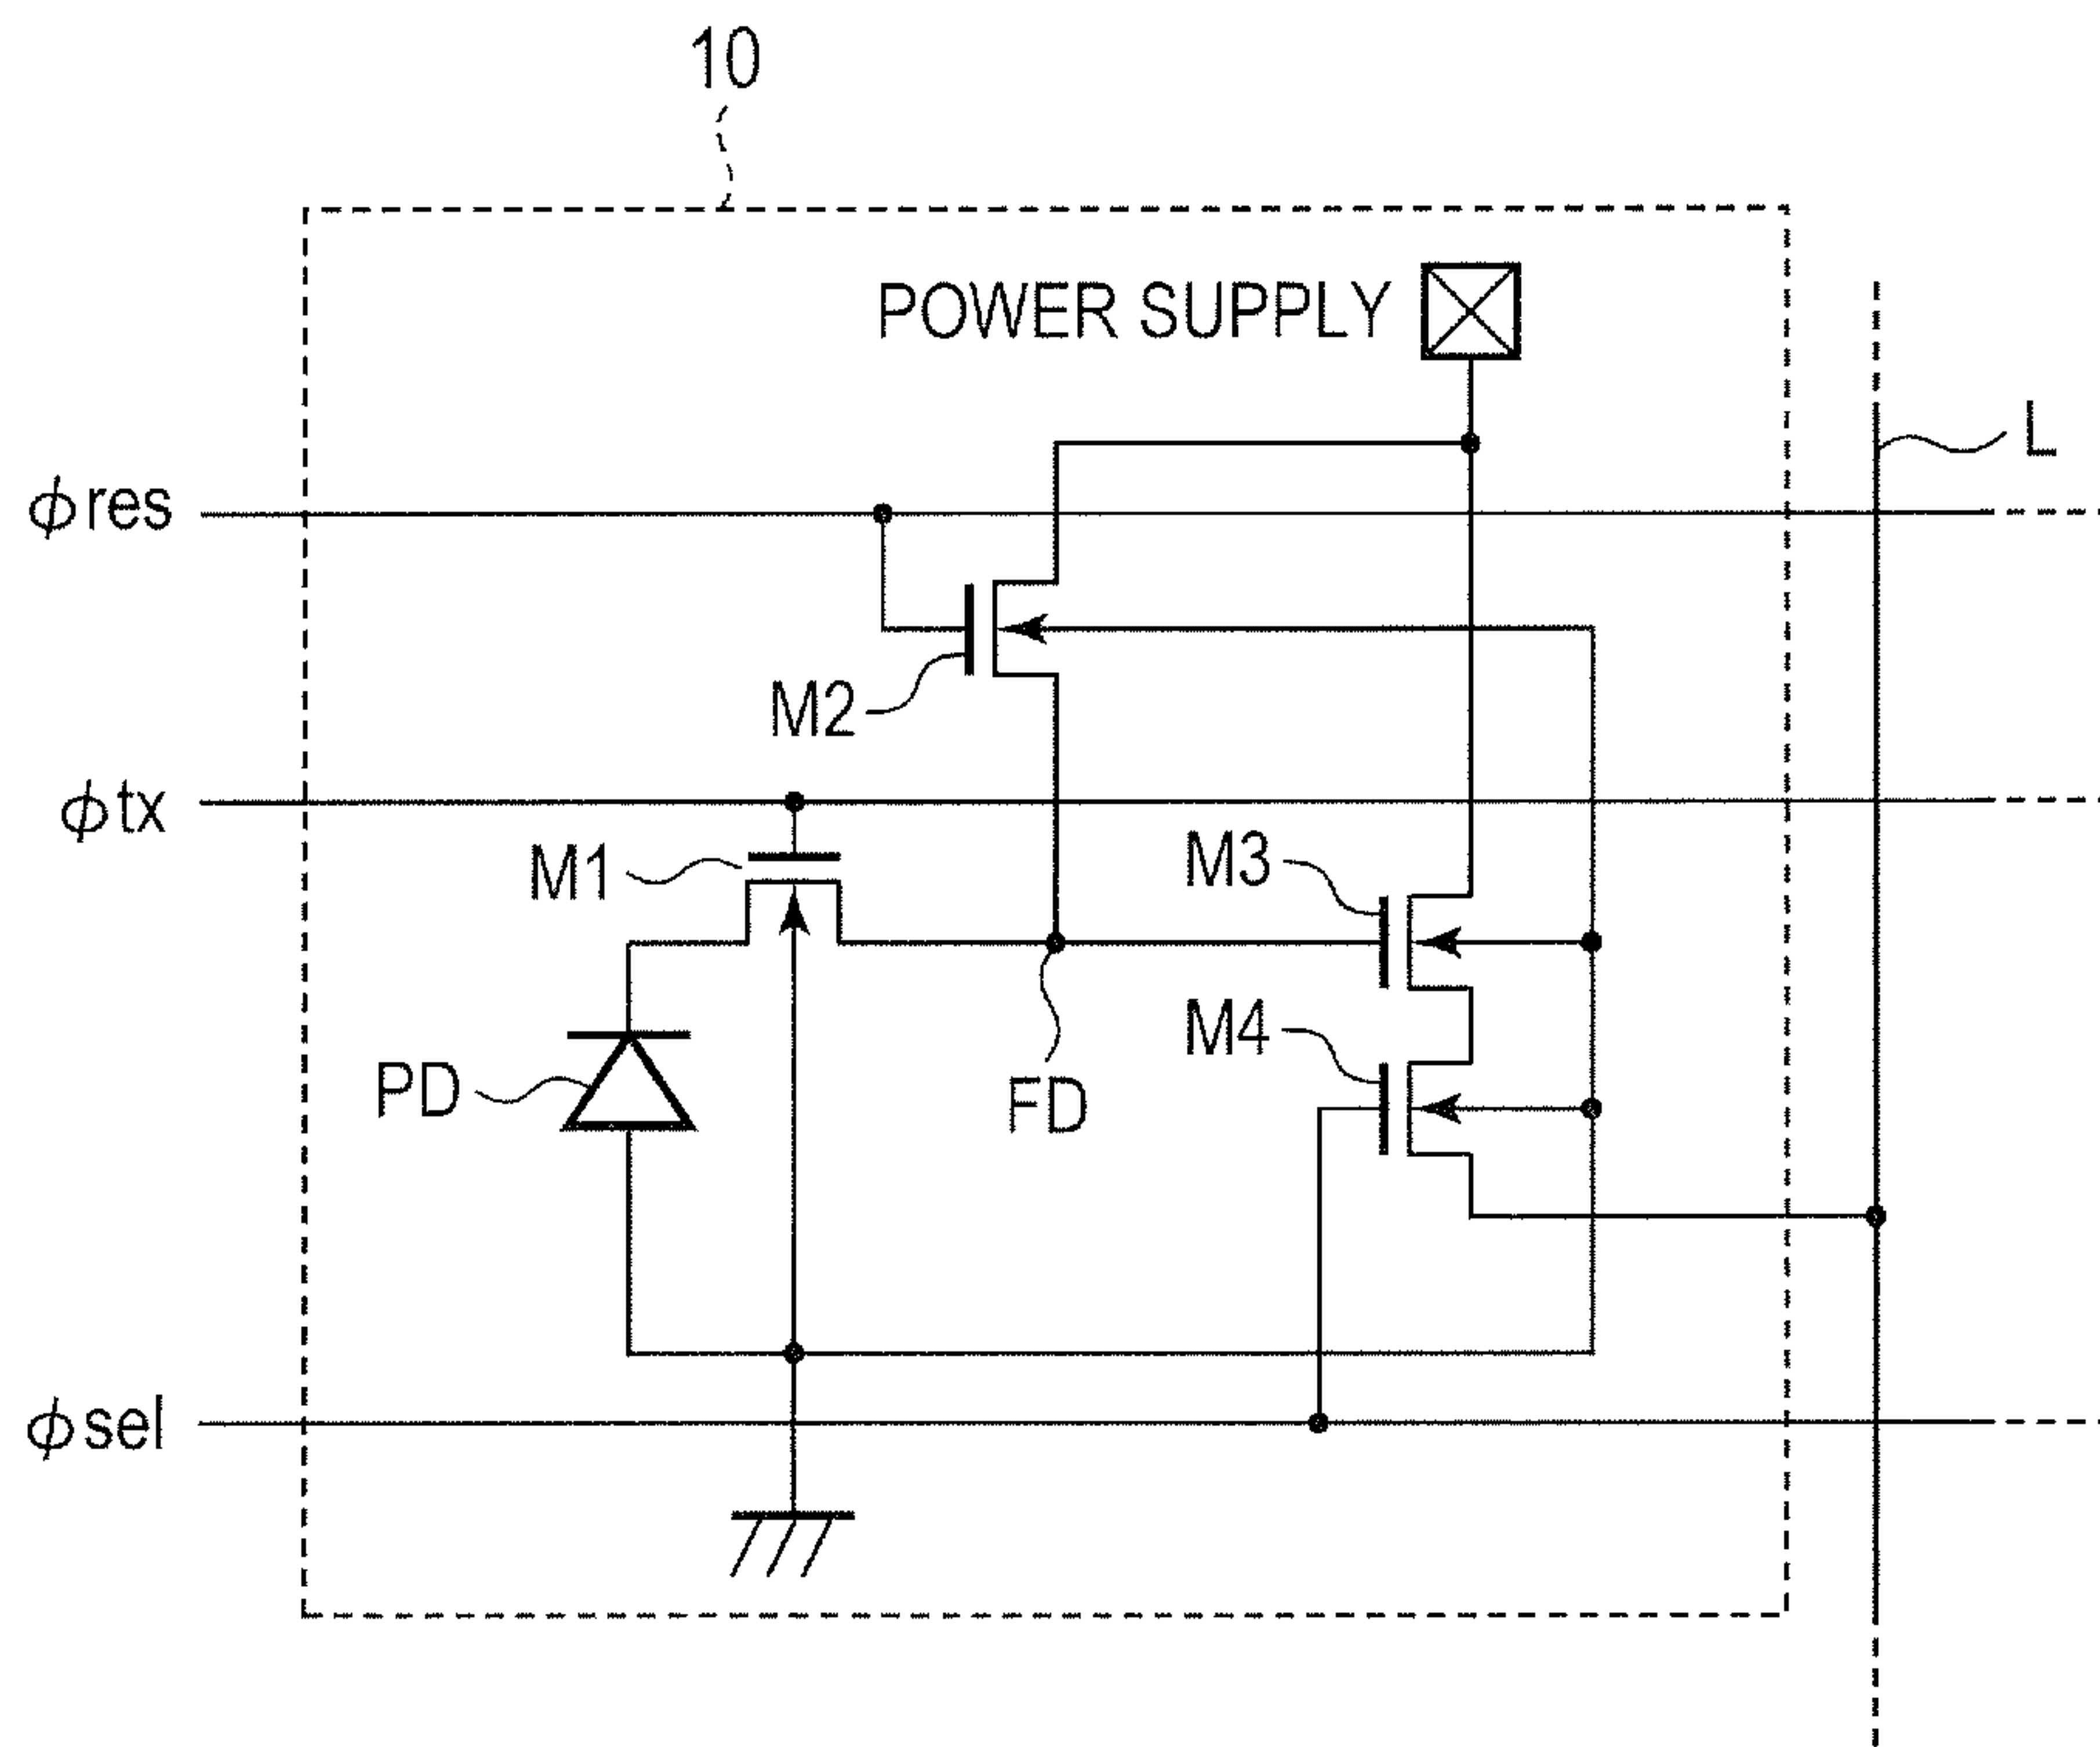 10
POWER SUPPLY
L
ϕres
M2
ϕtx
M1
M3
M4
PD
FD
ϕsel